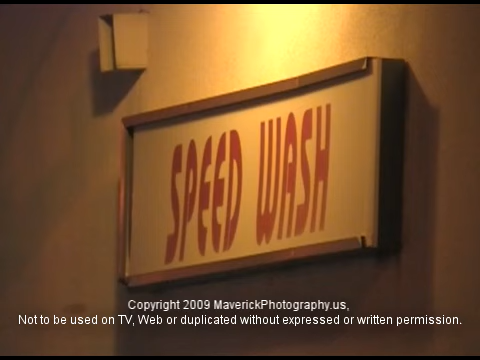 SPEED WASH
Copyright 2009 MaverickPhotography.us,
Not to be used on TV, Web or duplicated without expressed or written permission.